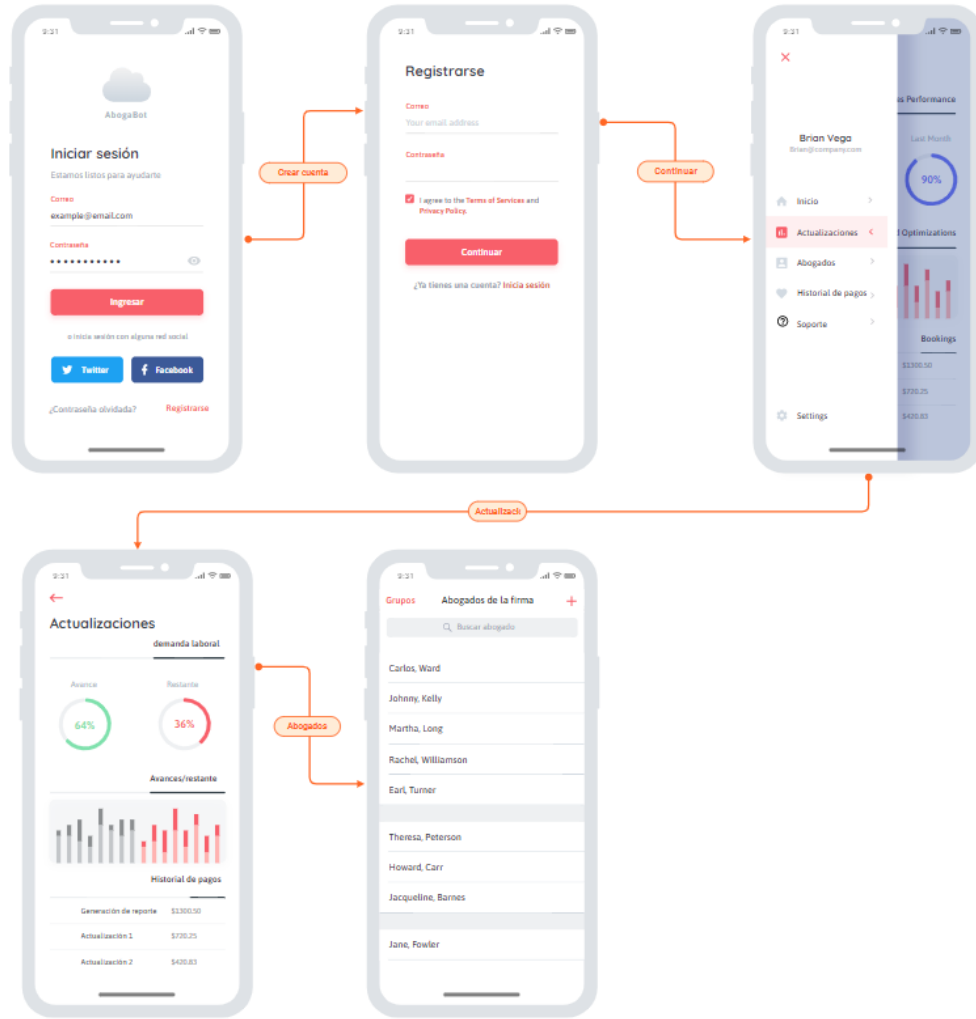 9:31
AbogaBot
Iniciar sesión
Estamos listos para ayudarte
Correo
example@email.com
Contraseña
Ingresar
o inicia sesión con alguna red social
Twitter
Facebook
¿Contraseña olvidada?
Registrarse
Crear cuenta
9:31
Registrarse
Correo
Your email address
Contraseña
I agree to the Terms of Services and
Privacy Policy.
Continuar
¿Ya tienes una cuenta? Inicia sesión
Continuar
9:31
Brian Vega
Brian@company.com
Inicio
Actualizaciones
Abogados
Historial de pagos
Soporte
Settings
es Performance
Last Month
90%
d Optimizations
Bookings
$1300.50
$720.25
$420.83
Actualizaci
9:31
Actualizaciones
demanda laboral
Avance
Restante
64%
36%
Avances/restante
Historial de pagos
Generación de reporte $1300.50
Actualización 1 $720.25
Actualización 2 $420.83
Abogados
9:31
Grupos
Abogados de la firma
+
Buscar abogado
Carlos, Ward
Johnny, Kelly
Martha, Long
Rachel, Williamson
Earl, Turner
Theresa, Peterson
Howard, Carr
Jacqueline, Barnes
Jane, Fowler